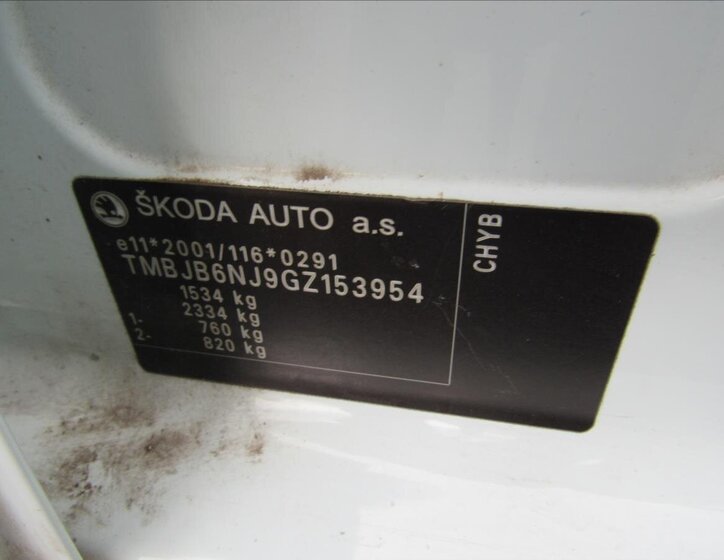 ŠKODA AUTO a.s.
e11*2001/116*0291
TMBJB6NJ9GZ153954
1534 kg
2334 kg
1- 760 kg
2- 820 kg
CHYB